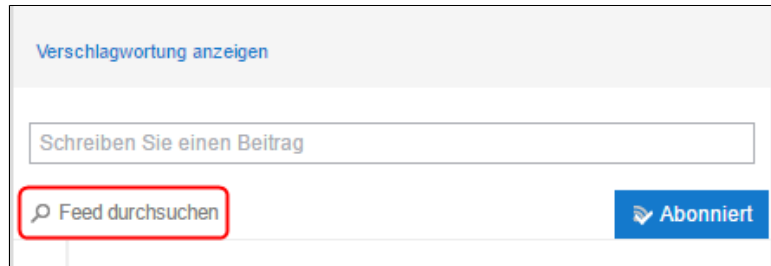 Verschlagwortung anzeigen
Schreiben Sie einen Beitrag
Feed durchsuchen
Abonniert